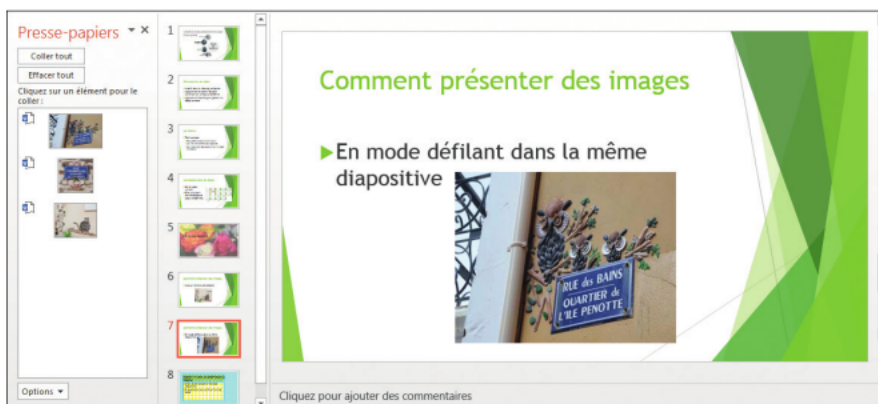 Presse-papiers
Coller tout
Effacer tout
Cliquez sur un élément pour le
coller :
Options
1
2
3
4
5
6
7
8
Comment présenter des images
En mode défilant dans la même
diapositive
RUE des BAINS
QUARTIER de
L'ILE PENOTTE
Cliquez pour ajouter des commentaires